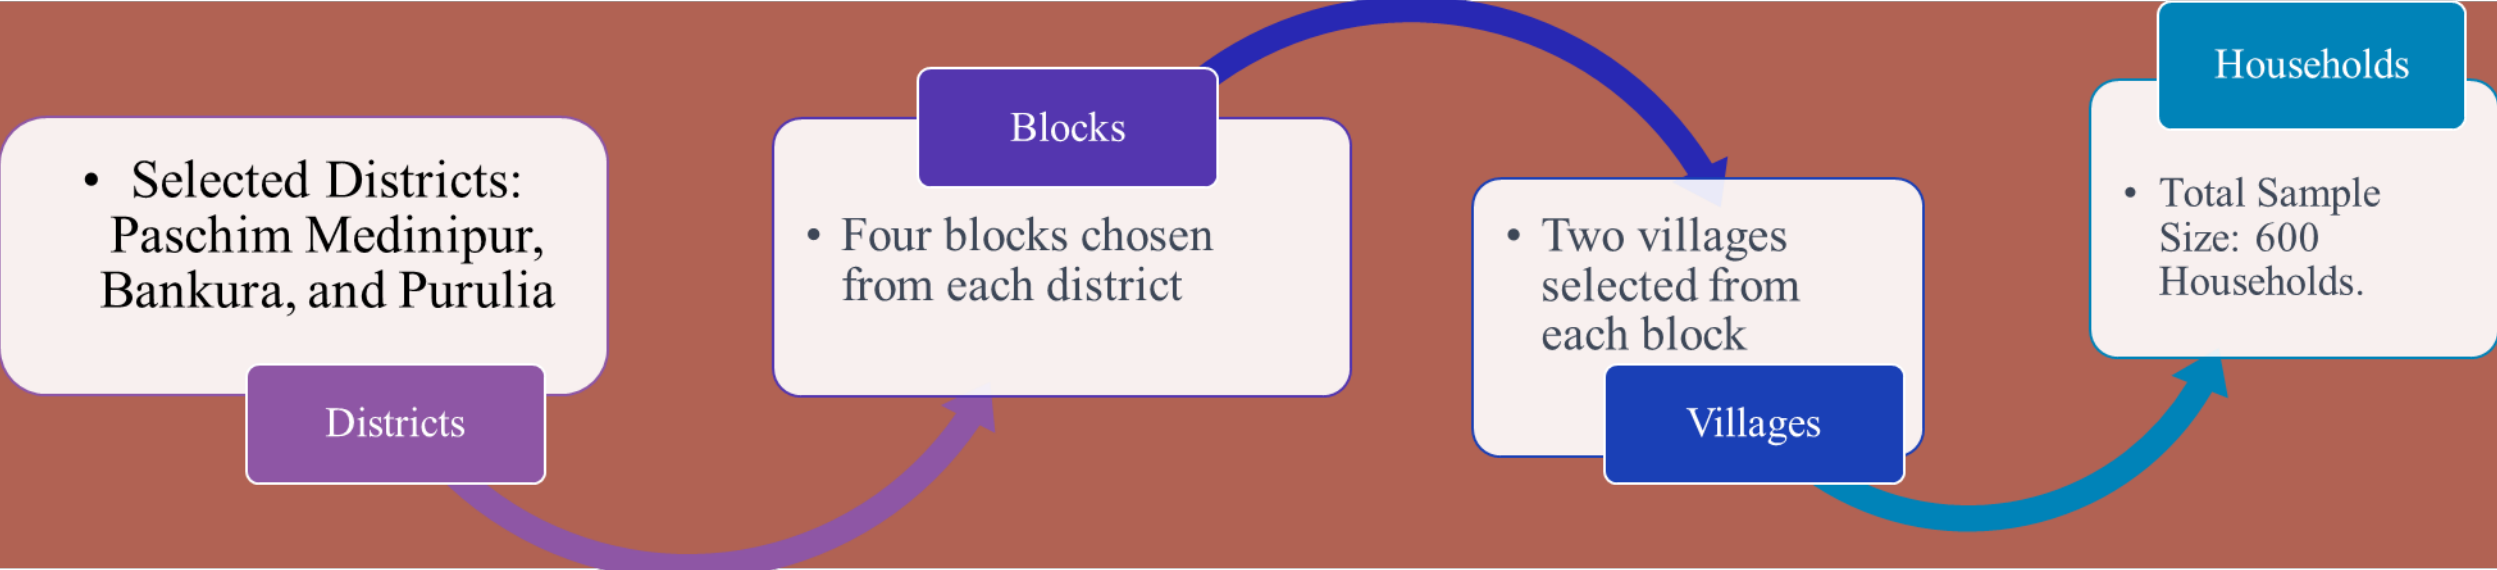 • Selected Districts:
Paschim Medinipur,
Bankura, and Purulia
Districts
Blocks
• Four blocks chosen
from each district
• Two villages
selected from
each block
Villages
Households
• Total Sample
Size: 600
Households.